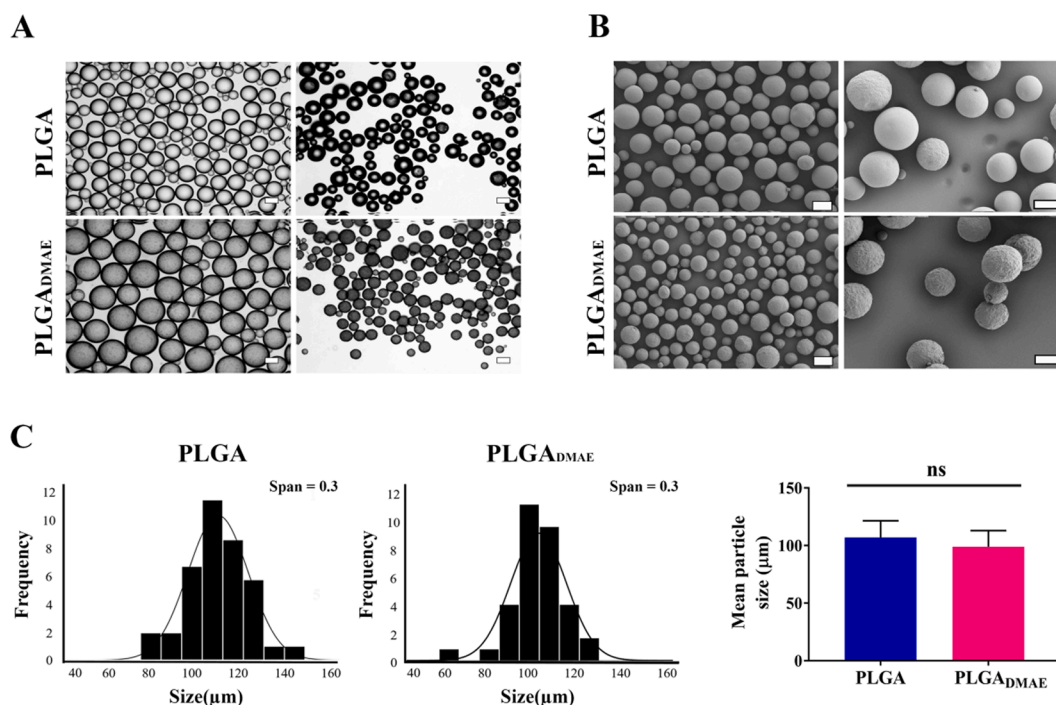 A
B
PLGA
PLGA
PLGADMAE
PLGADMAE
C
PLGA
Span = 0.3
Frequency
12
10
8
6
4
2
0
40 60 80 100 120 140 160
Size(µm)
5
PLGADMAE
Span = 0.3
Frequency
12
10
8
6
4
2
0
40 60 80 100 120 140 160
Size(µm)
ns
Mean particle
size (µm)
150
100
50
0
PLGA PLGADMAE